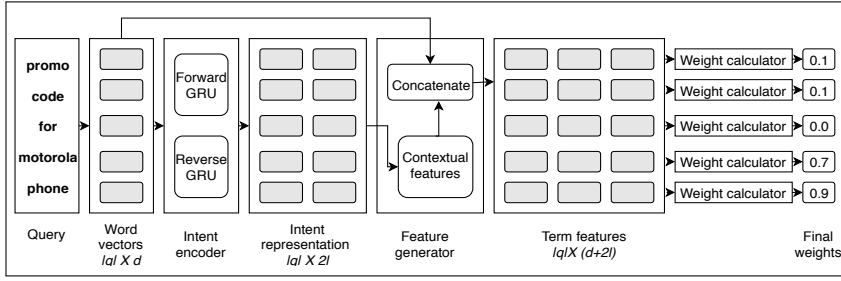 promo
code
for
motorola
phone
Forward
GRU
Reverse
GRU
Concatenate
Contextual
features
Weight calculator
Weight calculator
Weight calculator
Weight calculator
Weight calculator
0.1
0.1
0.0
0.7
0.9
Query
Word
vectors
|q| X d
Intent
encoder
Intent
representation
|q| X 2l
Feature
generator
Term features
|q|X (d+2l)
Final
weights